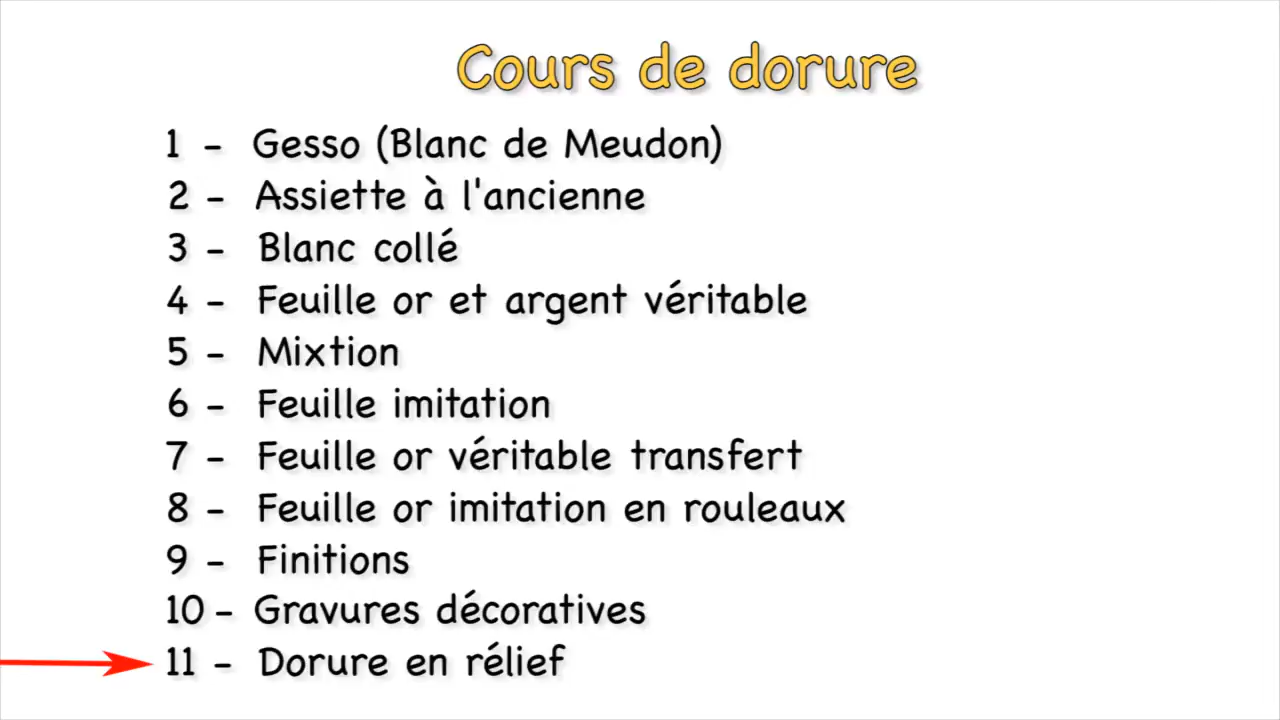 Cours de dorure
1 - Gesso (Blanc de Meudon)
2 - Assiette à l'ancienne
3 - Blanc collé
4 - Feuille or et argent véritable
5 - Mixtion
6 - Feuille imitation
7 - Feuille or véritable transfert
8 - Feuille or imitation en rouleaux
9 - Finitions
10 - Gravures décoratives
11 - Dorure en rélief